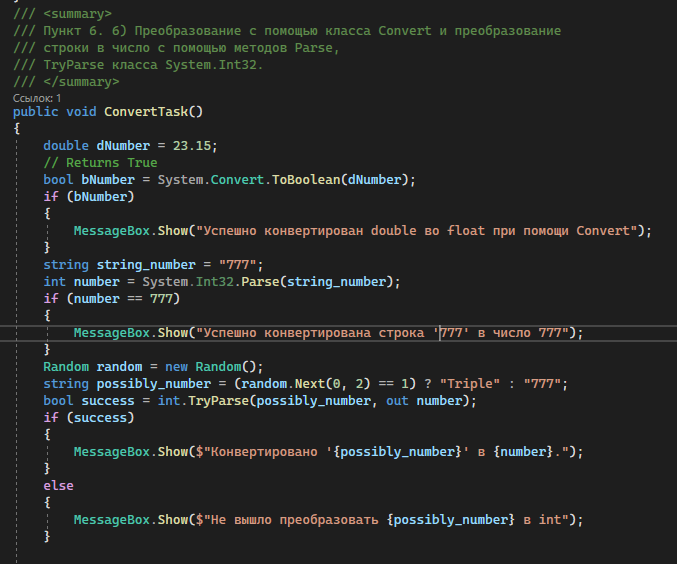 /// <summary>
/// Пункт 6. 6) Преобразование с помощью класса Convert и преобразование
/// строки в число с помощью методов Parse,
/// TryParse класса System.Int32.
/// </summary>
Ссылок: 1
public void ConvertTask()
{
    double dNumber = 23.15;
    // Returns True
    bool bNumber = System.Convert.ToBoolean(dNumber);
    if (bNumber)
    {
        MessageBox.Show("Успешно конвертирован double во float при помощи Convert");
    }
    string string_number = "777";
    int number = System.Int32.Parse(string_number);
    if (number == 777)
    {
        MessageBox.Show("Успешно конвертирована строка '777' в число 777");
    }
    Random random = new Random();
    string possibly_number = (random.Next(0, 2) == 1) ? "Triple" : "777";
    bool success = int.TryParse(possibly_number, out number);
    if (success)
    {
        MessageBox.Show($"Конвертировано '{possibly_number}' в {number}.");
    }
    else
    {
        MessageBox.Show($"Не вышло преобразовать {possibly_number} в int");
    }